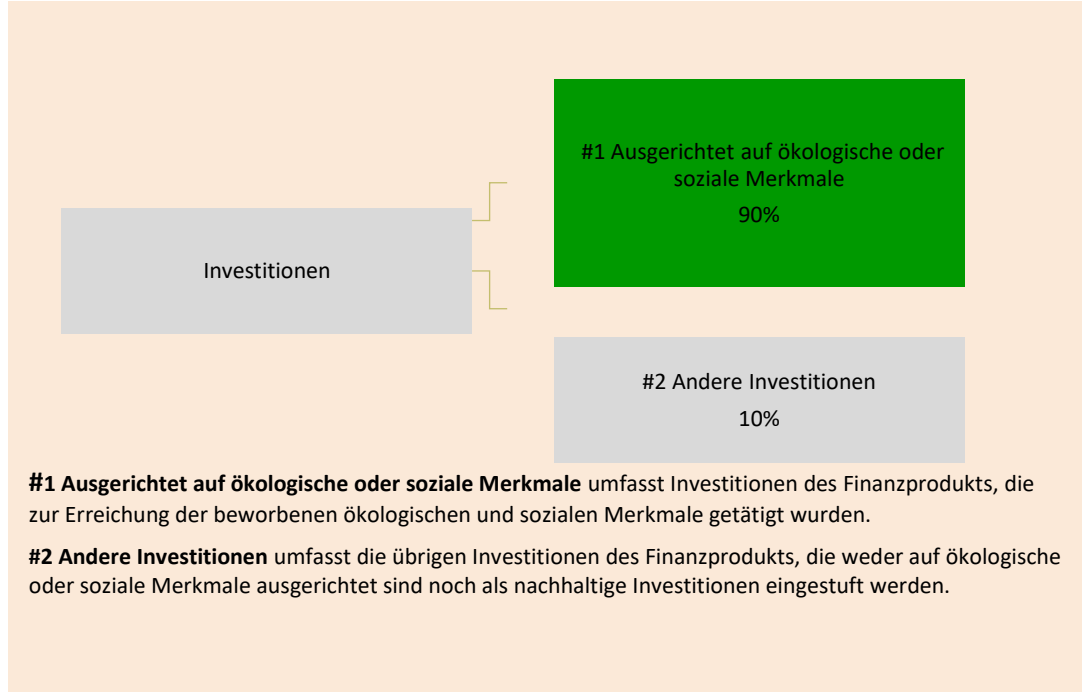 #1 Ausgerichtet auf ökologische oder
soziale Merkmale
90%
Investitionen
#2 Andere Investitionen
10%
#1 Ausgerichtet auf ökologische oder soziale Merkmale umfasst Investitionen des Finanzprodukts, die
zur Erreichung der beworbenen ökologischen und sozialen Merkmale getätigt wurden.
#2 Andere Investitionen umfasst die übrigen Investitionen des Finanzprodukts, die weder auf ökologische
oder soziale Merkmale ausgerichtet sind noch als nachhaltige Investitionen eingestuft werden.